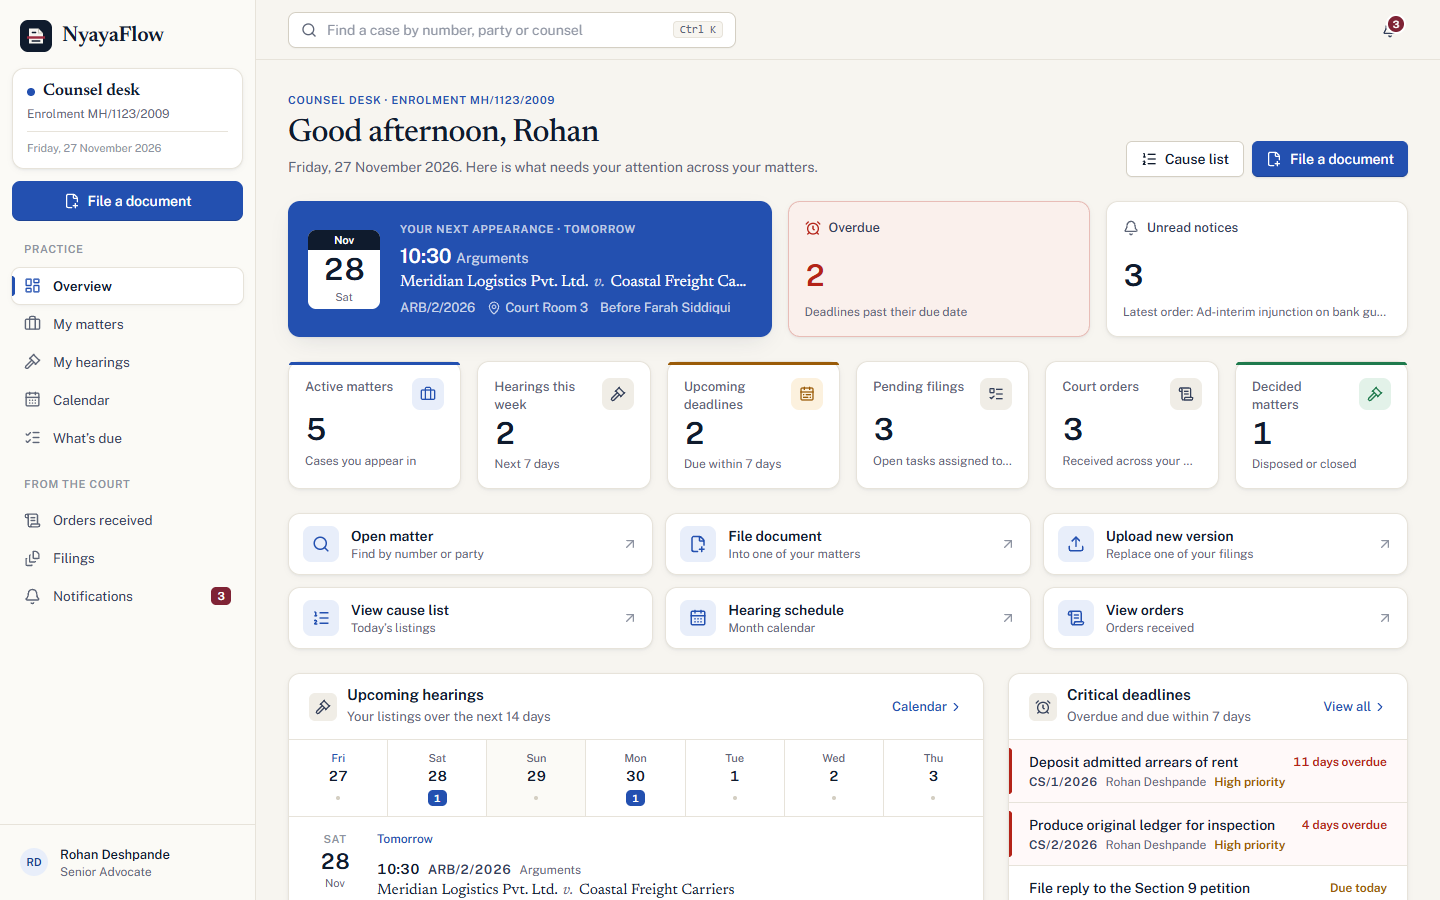 NyayaFlow
Counsel desk
Enrolment MH/1123/2009
Friday, 27 November 2026
File a document
PRACTICE
Overview
My matters
My hearings
Calendar
What's due
FROM THE COURT
Orders received
Filings
Notifications
3
RD
Rohan Deshpande
Senior Advocate
Find a case by number, party or counsel
Ctrl K
3
COUNSEL DESK · ENROLMENT MH/1123/2009
Good afternoon, Rohan
Friday, 27 November 2026. Here is what needs your attention across your matters.
Cause list
File a document
Nov
28
Sat
YOUR NEXT APPEARANCE · TOMORROW
10:30 Arguments
Meridian Logistics Pvt. Ltd. v. Coastal Freight Ca...
ARB/2/2026 Court Room 3 Before Farah Siddiqui
Overdue
2
Deadlines past their due date
Unread notices
3
Latest order: Ad-interim injunction on bank gu...
Active matters
5
Cases you appear in
Hearings this
week
2
Next 7 days
Upcoming
deadlines
2
Due within 7 days
Pending filings
3
Open tasks assigned to...
Court orders
3
Received across your ...
Decided
matters
1
Disposed or closed
Open matter
Find by number or party
File document
Into one of your matters
Upload new version
Replace one of your filings
View cause list
Today's listings
Hearing schedule
Month calendar
View orders
Orders received
Upcoming hearings
Your listings over the next 14 days
Calendar
Fri
27
Sat
28
1
Sun
29
Mon
30
1
Tue
1
Wed
2
Thu
3
SAT
28
Nov
Tomorrow
10:30 ARB/2/2026 Arguments
Meridian Logistics Pvt. Ltd. v. Coastal Freight Carriers
Critical deadlines
Overdue and due within 7 days
View all
Deposit admitted arrears of rent 11 days overdue
CS/1/2026 Rohan Deshpande High priority
Produce original ledger for inspection 4 days overdue
CS/2/2026 Rohan Deshpande High priority
File reply to the Section 9 petition Due today